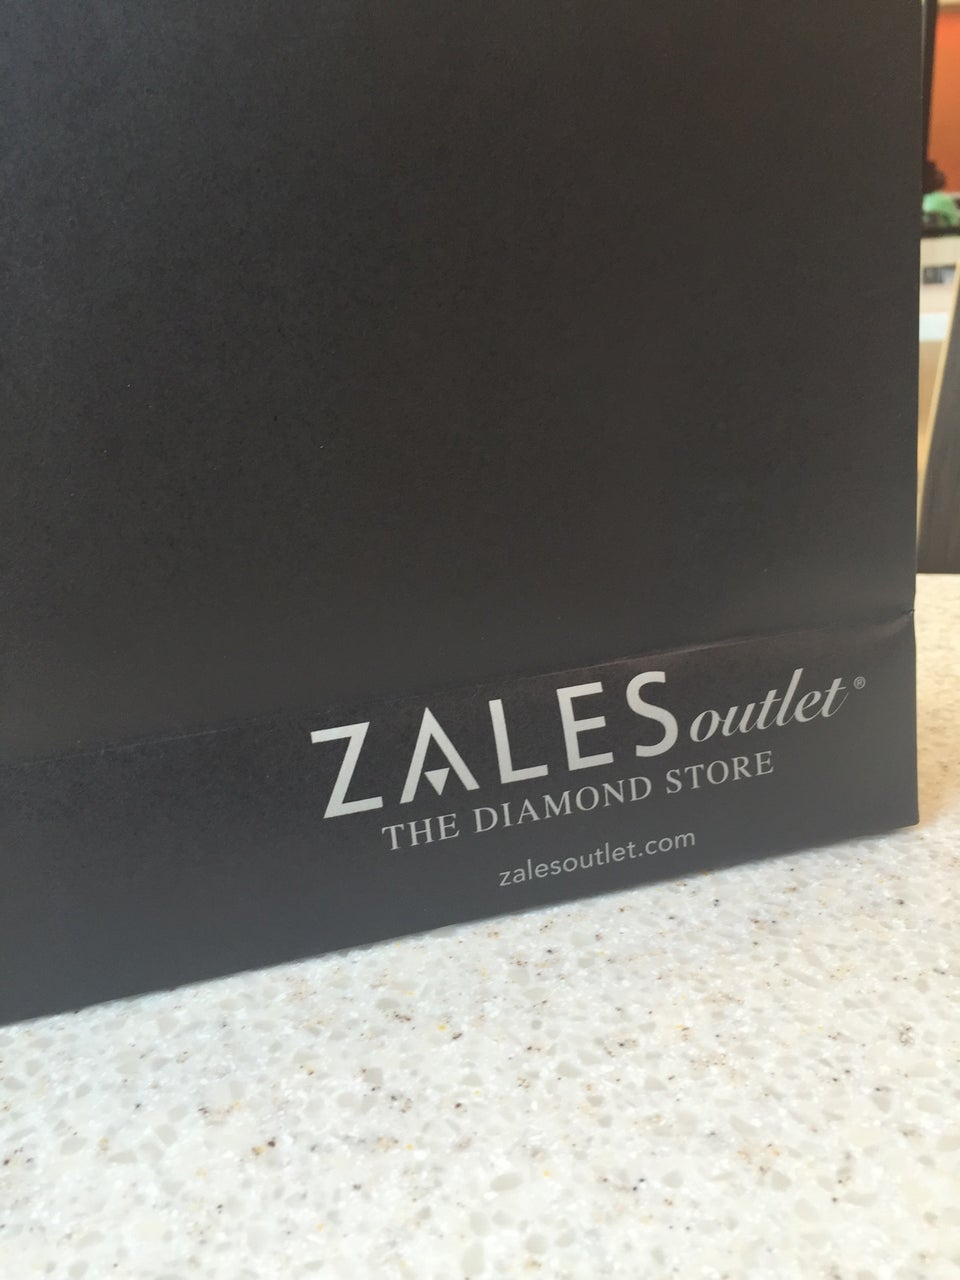 ZALES outlet®
THE DIAMOND STORE
zalesoutlet.com